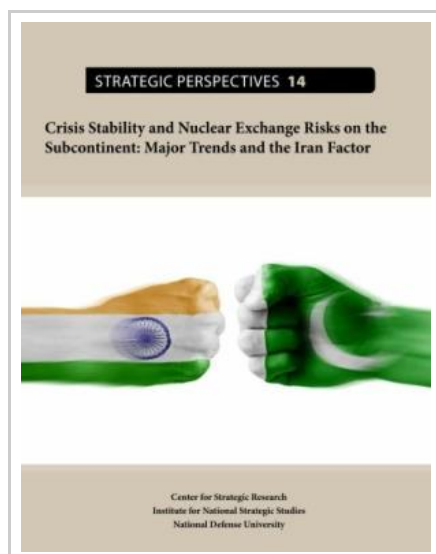 STRATEGIC PERSPECTIVES 14
Crisis Stability and Nuclear Exchange Risks on the
Subcontinent: Major Trends and the Iran Factor
Center for Strategic Research
Institute for National Strategic Studies
National Defense University